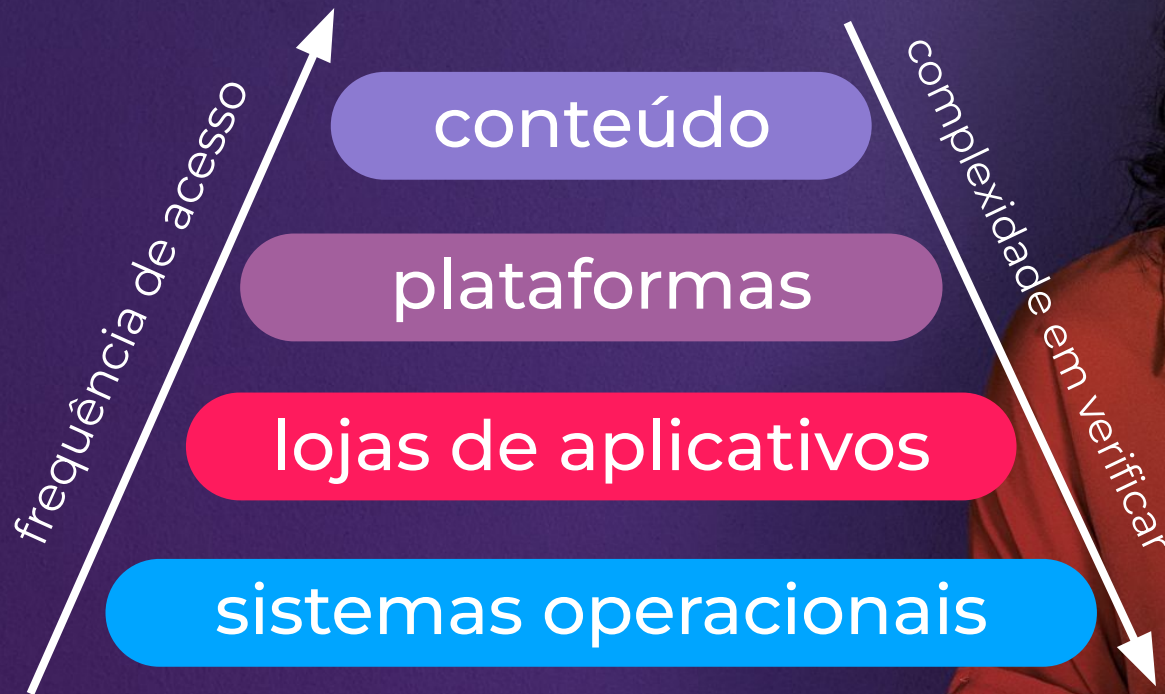 frequência de acesso
complexidade em verificar
conteúdo
plataformas
lojas de aplicativos
sistemas operacionais